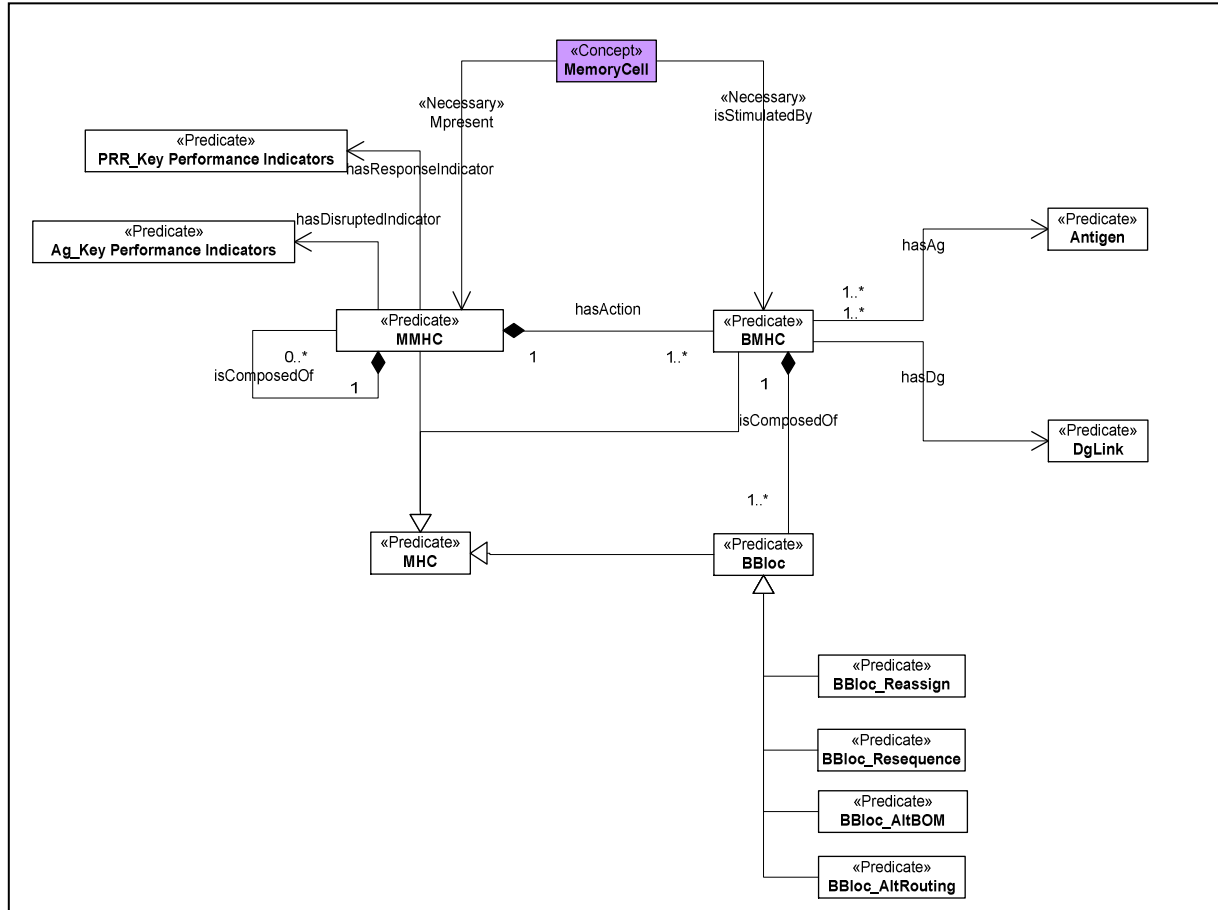 «Concept»
MemoryCell
«Necessary»
Mpresent
«Necessary»
isStimulatedBy
«Predicate»
PRR_Key Performance Indicators
hasResponseIndicator
hasDisruptedIndicator
«Predicate»
Ag_Key Performance Indicators
«Predicate»
Antigen
hasAg
1..*
1..*
«Predicate»
MMHC
hasAction
1
1..*
«Predicate»
BMHC
0..*
isComposedOf
1
1
isComposedOf
hasDg
«Predicate»
DgLink
1..*
«Predicate»
MHC
«Predicate»
BBloc
«Predicate»
BBloc_Reassign
«Predicate»
BBloc_Resequence
«Predicate»
BBloc_AltBOM
«Predicate»
BBloc_AltRouting